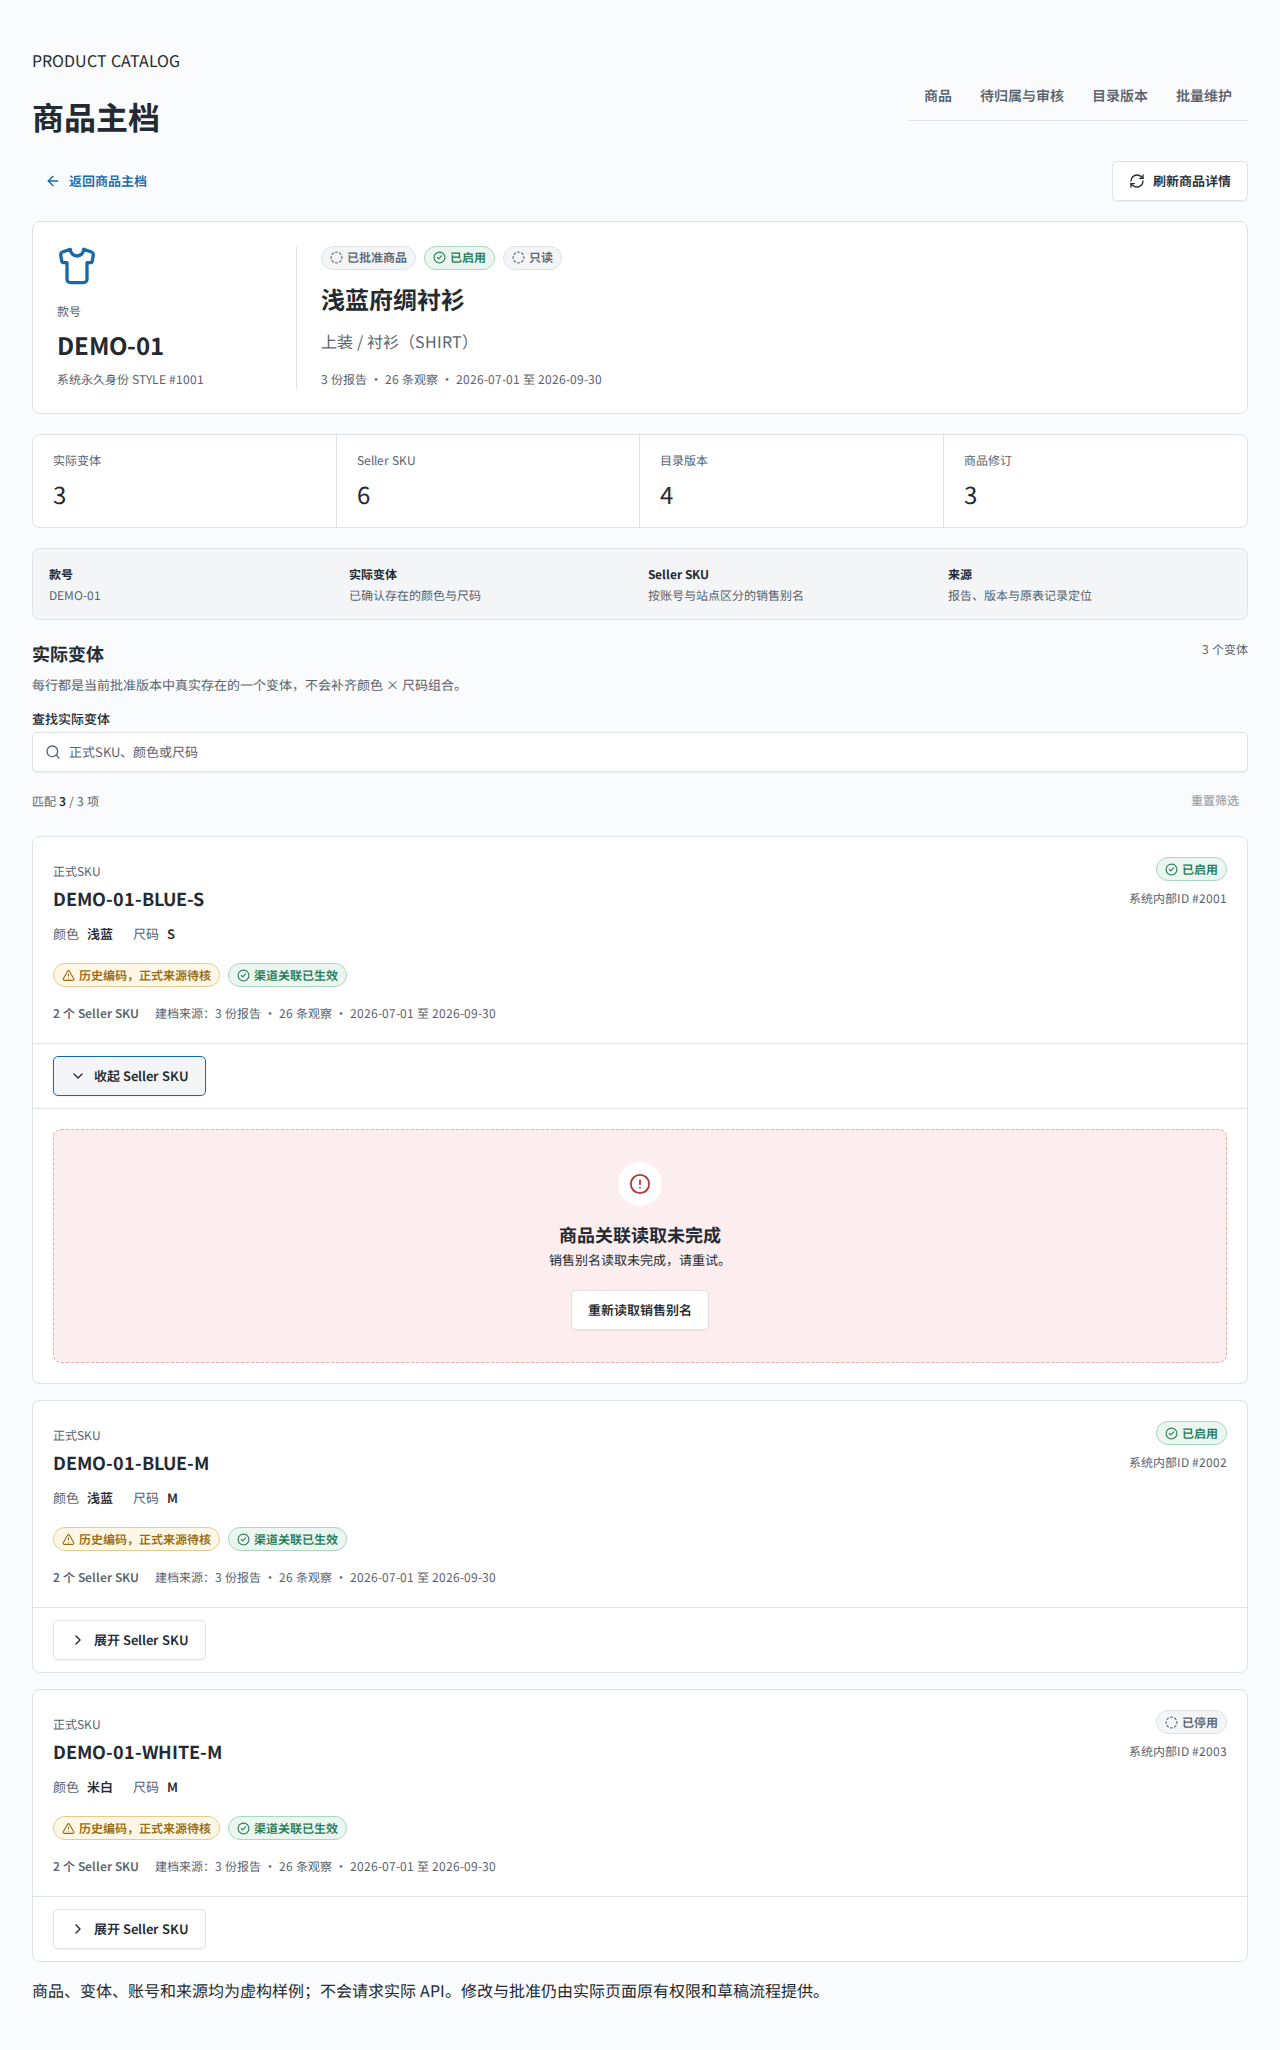 PRODUCT CATALOG
商品主档
商品 待归属与审核 目录版本 批量维护
返回商品主档
刷新商品详情
款号
DEMO-01
系统永久身份 STYLE #1001
已批准商品 已启用 只读
浅蓝府绸衬衫
上装 / 衬衫（SHIRT）
3 份报告 · 26 条观察 · 2026-07-01 至 2026-09-30
实际变体
3
Seller SKU
6
目录版本
4
商品修订
3
款号
DEMO-01
实际变体
已确认存在的颜色与尺码
Seller SKU
按账号与站点区分的销售别名
来源
报告、版本与原表记录定位
实际变体
3 个变体
每行都是当前批准版本中真实存在的一个变体，不会补齐颜色 × 尺码组合。
查找实际变体
正式SKU、颜色或尺码
匹配 3 / 3 项
重置筛选
正式SKU
DEMO-01-BLUE-S
已启用
系统内部ID #2001
颜色 浅蓝 尺码 S
历史编码，正式来源待核 渠道关联已生效
2 个 Seller SKU 建档来源：3 份报告 · 26 条观察 · 2026-07-01 至 2026-09-30
收起 Seller SKU
商品关联读取未完成
销售别名读取未完成，请重试。
重新读取销售别名
正式SKU
DEMO-01-BLUE-M
已启用
系统内部ID #2002
颜色 浅蓝 尺码 M
历史编码，正式来源待核 渠道关联已生效
2 个 Seller SKU 建档来源：3 份报告 · 26 条观察 · 2026-07-01 至 2026-09-30
展开 Seller SKU
正式SKU
DEMO-01-WHITE-M
已停用
系统内部ID #2003
颜色 米白 尺码 M
历史编码，正式来源待核 渠道关联已生效
2 个 Seller SKU 建档来源：3 份报告 · 26 条观察 · 2026-07-01 至 2026-09-30
展开 Seller SKU
商品、变体、账号和来源均为虚构样例；不会请求实际 API。修改与批准仍由实际页面原有权限和草稿流程提供。